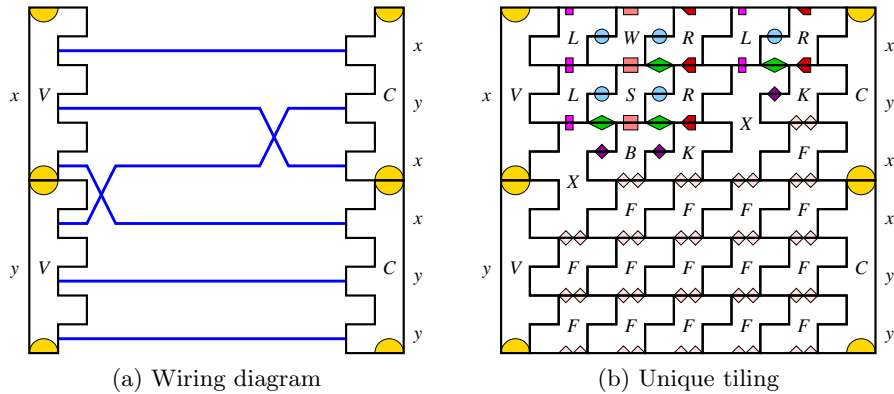 x
V
C
x
y
x
y
V
C
x
y
y
(a) Wiring diagram
L W R L R
x
V L S R K C
x
y
B K X F
x
X
F F F F
x
y
V F F F F F C
y
F F F F F
y
(b) Unique tiling